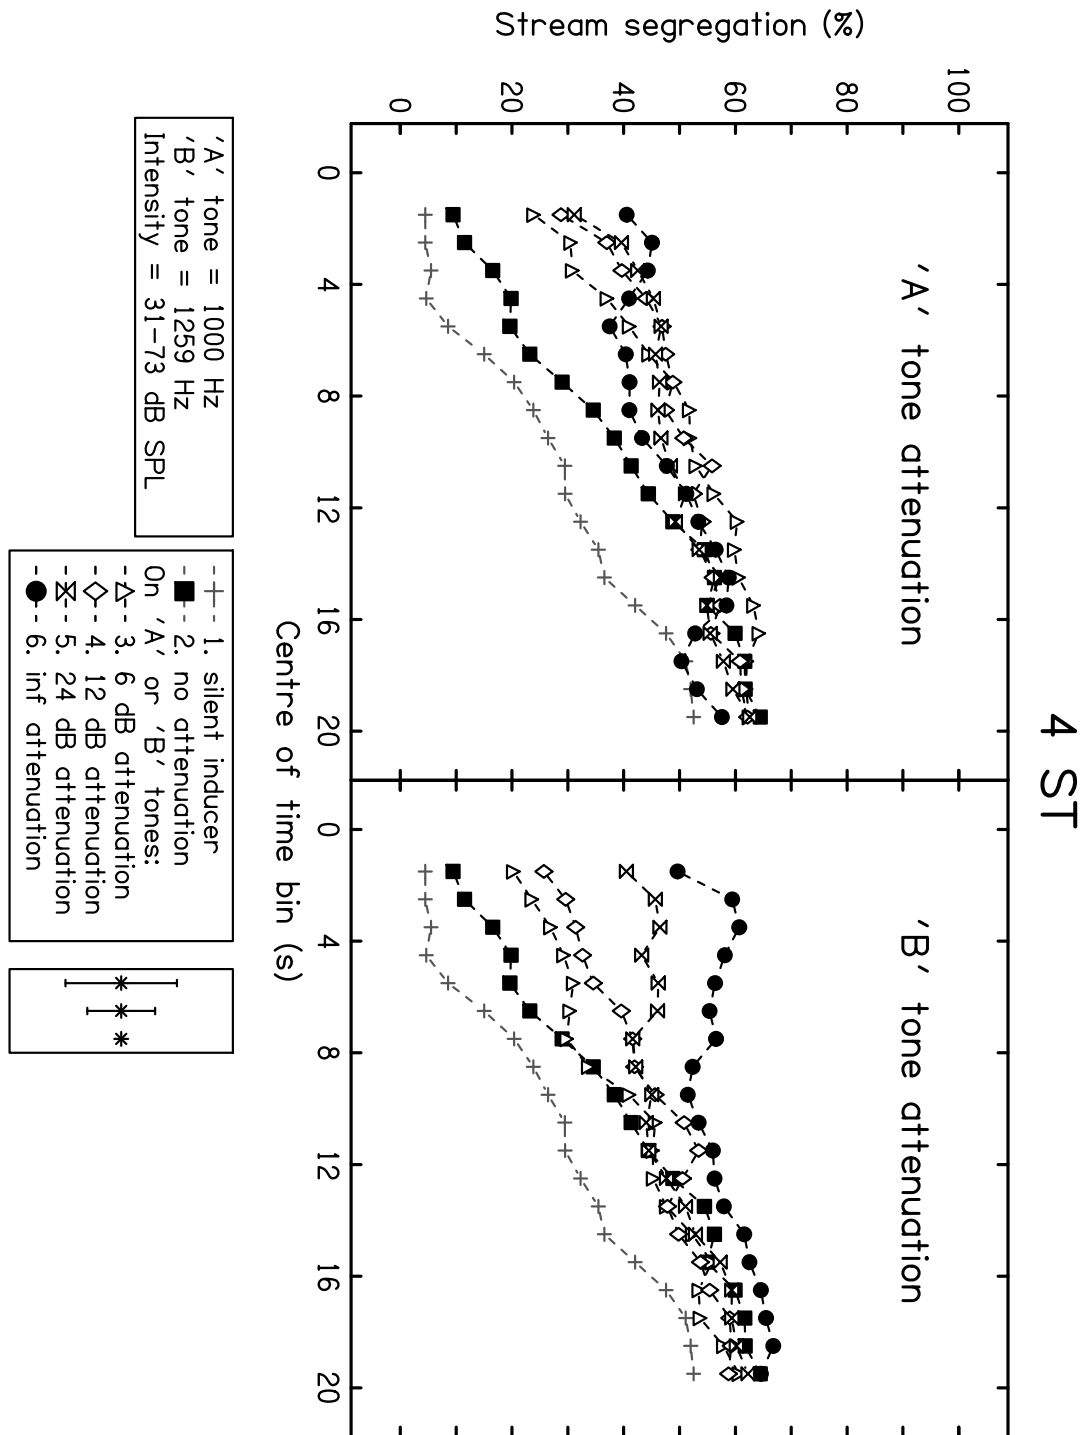 4 ST
'A' tone attenuation
'B' tone attenuation
Stream segregation (%)
100
80
60
40
20
0
0 4 8 12 16 20
0 4 8 12 16 20
Centre of time bin (s)
'A' tone = 1000 Hz
'B' tone = 1259 Hz
Intensity = 31-73 dB SPL
1. silent inducer
2. no attenuation
On 'A' or 'B' tones:
3. 6 dB attenuation
4. 12 dB attenuation
5. 24 dB attenuation
6. inf attenuation